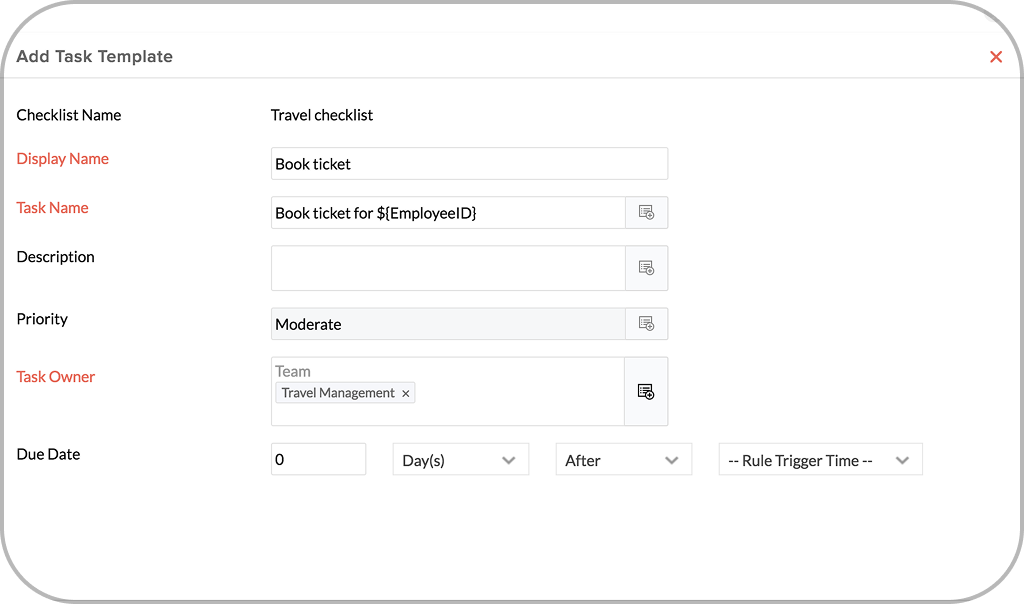 Add Task Template
Checklist Name Travel checklist
Display Name Book ticket
Task Name Book ticket for ${EmployeeID}
Description
Priority Moderate
Task Owner Team
Travel Management ×
Due Date 0 Day(s) After -- Rule Trigger Time --